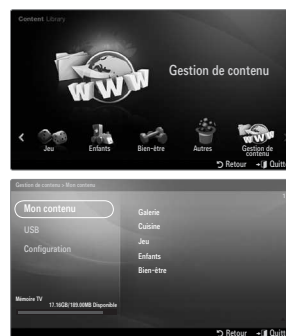 Content Library
WWW
Gestion de contenu
Jeu
Enfants
Bien-être
Autres
Gestion de
contenu
Retour
Quitt
Gestion de contenu > Mon contenu
Mon contenu
USB
Configuration
Galerie
Cuisine
Jeu
Enfants
Bien-être
Mémoire TV
17.16GB/189.00MB Disponible
Retour
Quitt